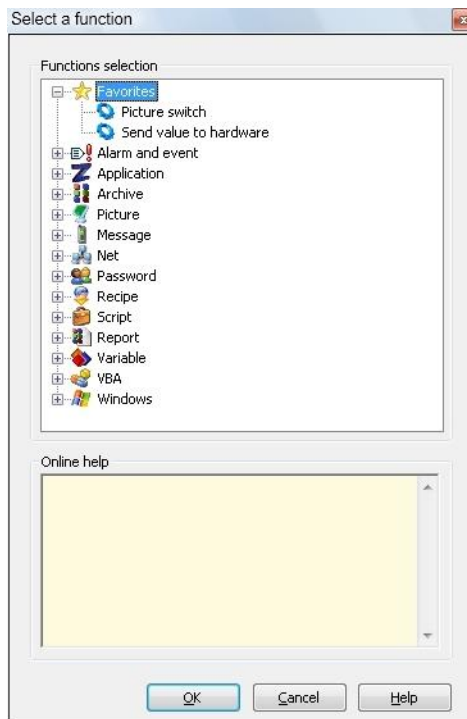 Select a function
Functions selection
Favorites
Picture switch
Send value to hardware
Alarm and event
Application
Archive
Picture
Message
Net
Password
Recipe
Script
Report
Variable
VBA
Windows
Online help
OK
Cancel
Help